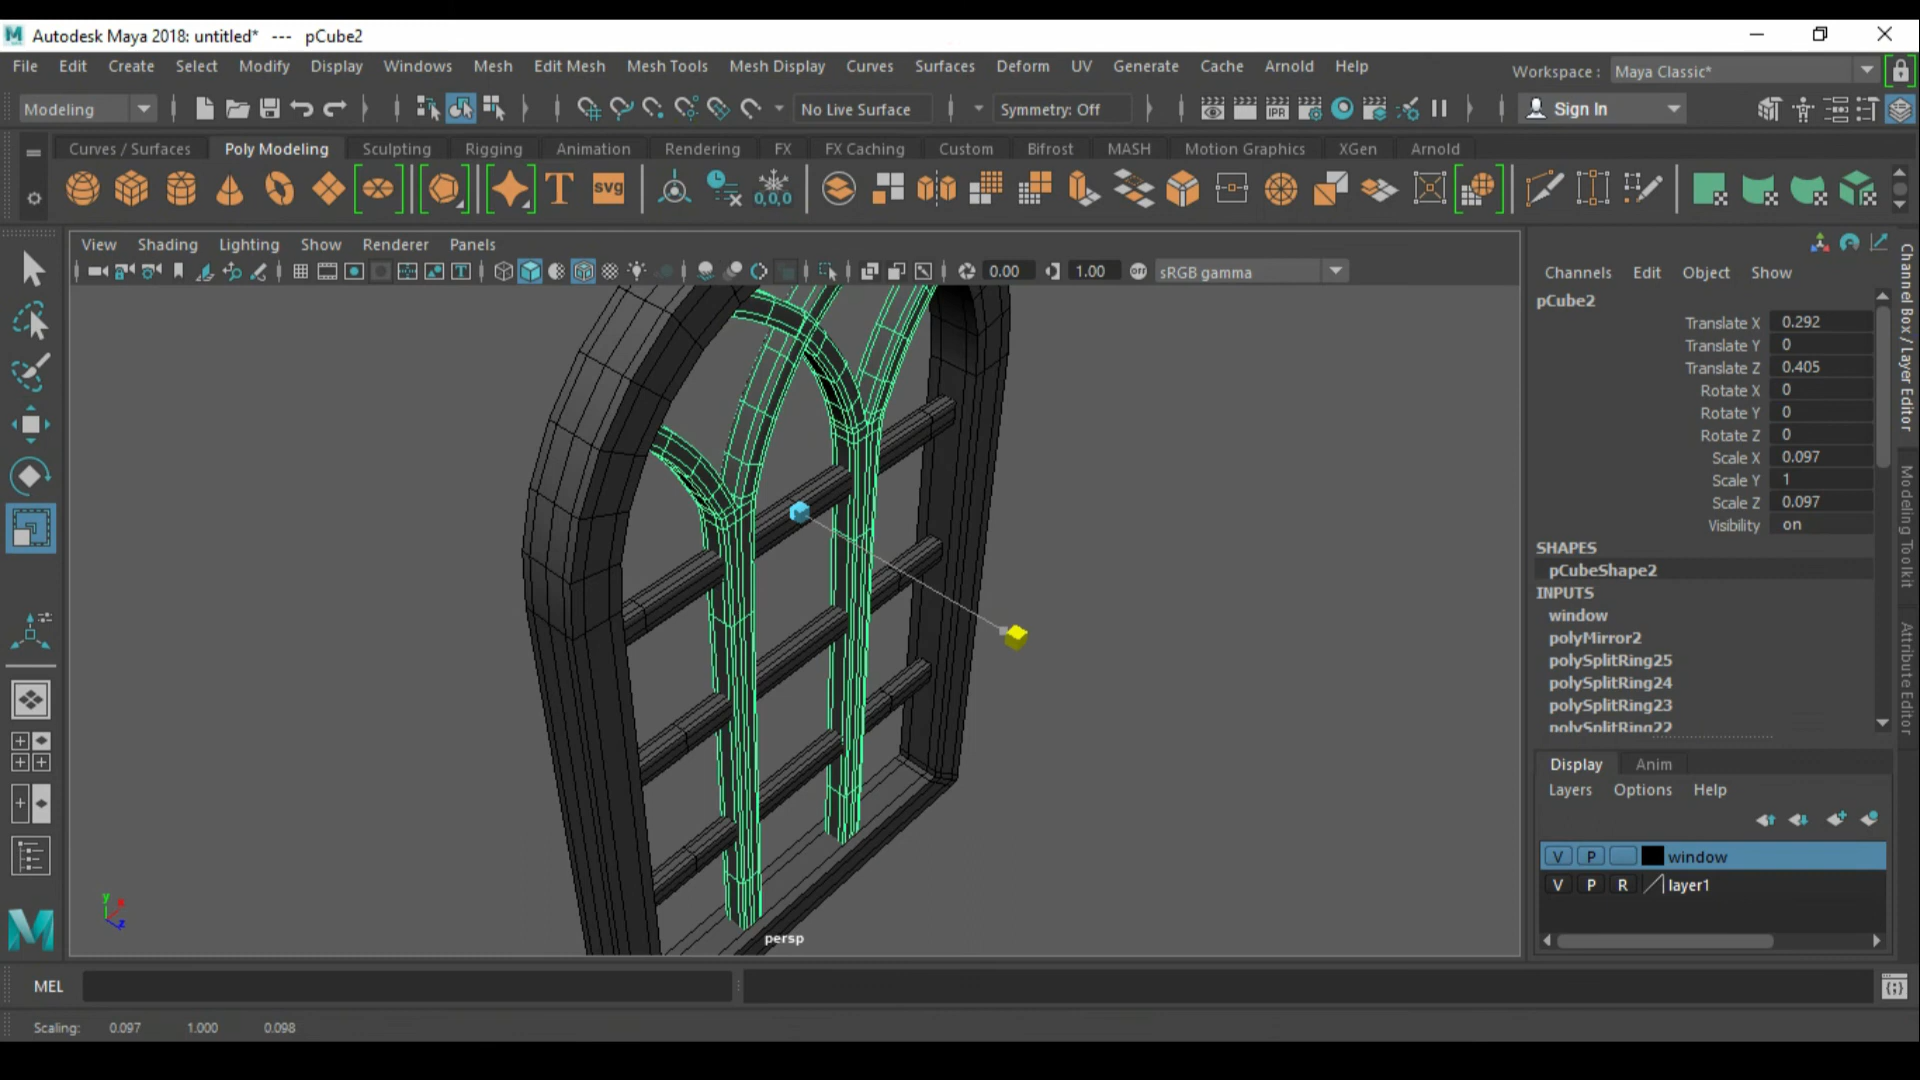 Autodesk Maya 2018: untitled* --- pCube2
File Edit Create Select Modify Display Windows Mesh Edit Mesh Mesh Tools Mesh Display Curves Surfaces Deform UV Generate Cache Arnold Help
Workspace : Maya Classic*
Modeling No Live Surface Symmetry: Off IPR Sign In
Curves / Surfaces Poly Modeling Sculpting Rigging Animation Rendering FX FX Caching Custom Bifrost MASH Motion Graphics XGen Arnold
T svg 0,0,0
View Shading Lighting Show Renderer Panels
0.00 1.00 sRGB gamma
Channels Edit Object Show
pCube2
Translate X 0.292
Translate Y 0
Translate Z 0.405
Rotate X 0
Rotate Y 0
Rotate Z 0
Scale X 0.097
Scale Y 1
Scale Z 0.097
Visibility on
SHAPES
pCubeShape2
INPUTS
window
polyMirror2
polySplitRing25
polySplitRing24
polySplitRing23
polySplitRing22
Channel Box / Layer Editor
Modeling Toolkit
Attribute Editor
Display Anim
Layers Options Help
V P window
V P R layer1
y x z
persp
MEL
Scaling: 0.097 1.000 0.098